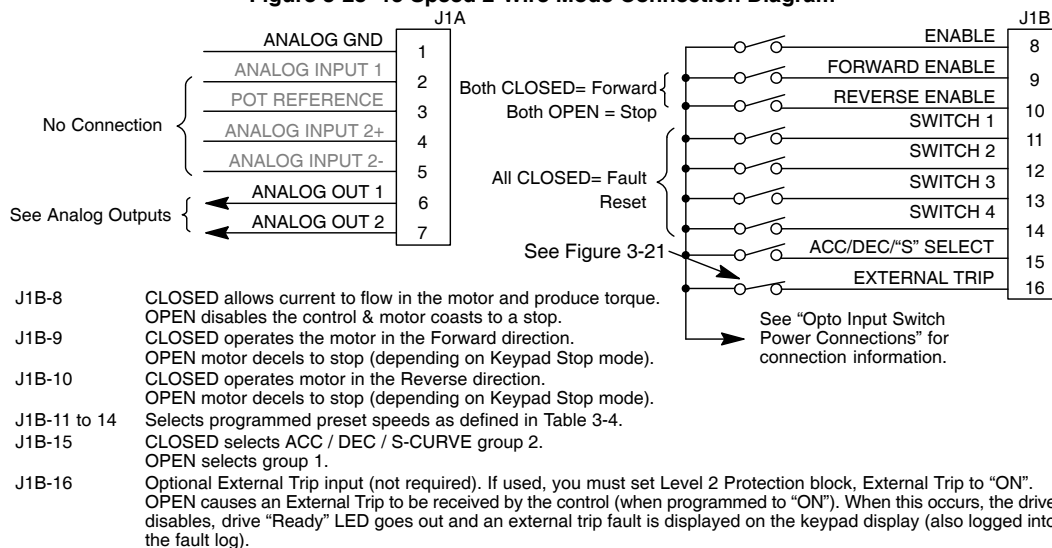 Figure 3-23 15 Speed 2-Wire Mode Connection Diagram
J1A
ANALOG GND 1
ANALOG INPUT 1 2
POT REFERENCE 3
ANALOG INPUT 2+ 4
ANALOG INPUT 2- 5
ANALOG OUT 1 6
ANALOG OUT 2 7
No Connection
See Analog Outputs
J1B
ENABLE 8
FORWARD ENABLE 9
REVERSE ENABLE 10
SWITCH 1 11
SWITCH 2 12
SWITCH 3 13
SWITCH 4 14
ACC/DEC/“S” SELECT 15
EXTERNAL TRIP 16
Both CLOSED= Forward
Both OPEN = Stop
All CLOSED= Fault
Reset
See Figure 3-21
See “Opto Input Switch
Power Connections” for
connection information.
J1B-8 CLOSED allows current to flow in the motor and produce torque.
OPEN disables the control & motor coasts to a stop.
J1B-9 CLOSED operates the motor in the Forward direction.
OPEN motor decels to stop (depending on Keypad Stop mode).
J1B-10 CLOSED operates motor in the Reverse direction.
OPEN motor decels to stop (depending on Keypad Stop mode).
J1B-11 to 14 Selects programmed preset speeds as defined in Table 3-4.
J1B-15 CLOSED selects ACC / DEC / S-CURVE group 2.
OPEN selects group 1.
J1B-16 Optional External Trip input (not required). If used, you must set Level 2 Protection block, External Trip to “ON”.
OPEN causes an External Trip to be received by the control (when programmed to “ON”). When this occurs, the drive
disables, drive “Ready” LED goes out and an external trip fault is displayed on the keypad display (also logged into
the fault log).